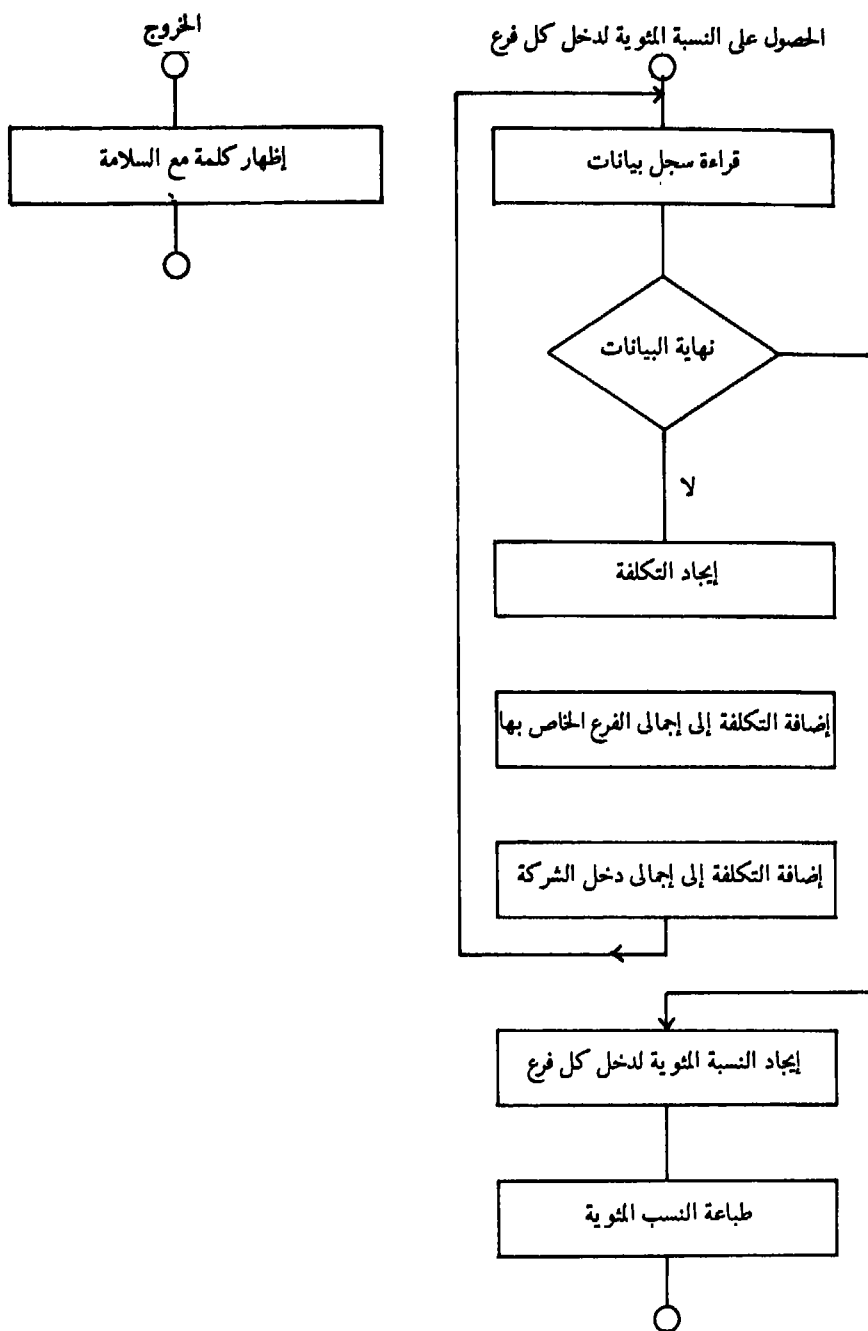 الحصول على النسبة المئوية لدخل كل فرع
قراءة سجل بيانات
نهاية البيانات
لا
إيجاد التكلفة
إضافة التكلفة إلى إجمالى الفرع الخاص بها
إضافة التكلفة إلى إجمالى دخل الشركة
إيجاد النسبة المئوية لدخل كل فرع
طباعة النسب المئوية
الخروج
إظهار كلمة مع السلامة